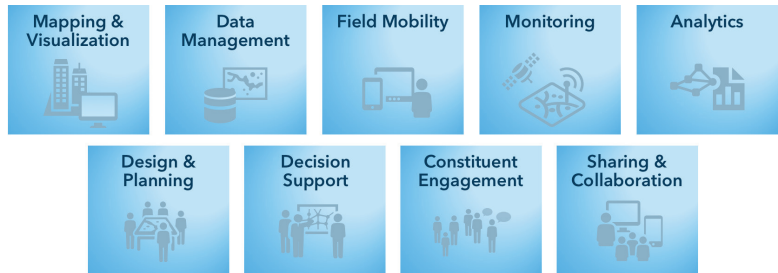 Mapping &
Visualization
Data
Management
Field Mobility
Monitoring
Analytics
Design &
Planning
Decision
Support
Constituent
Engagement
Sharing &
Collaboration